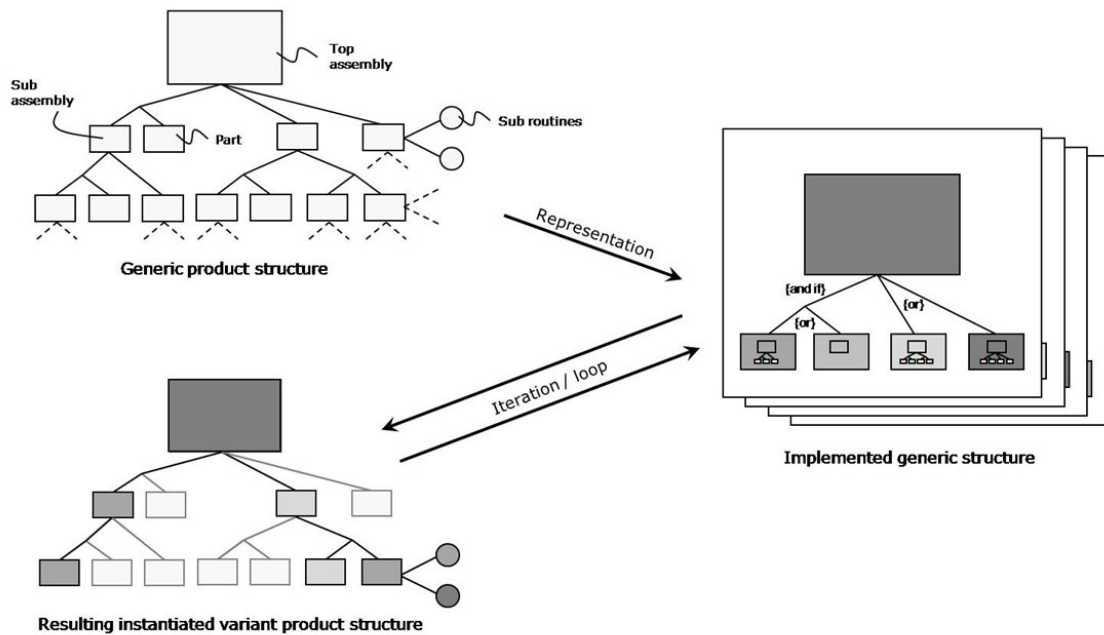 Top
assembly
Sub
assembly
Part
Sub routines
Generic product structure
Representation
{and if}
{or}
{or}
Implemented generic structure
Iteration / loop
Resulting instantiated variant product structure